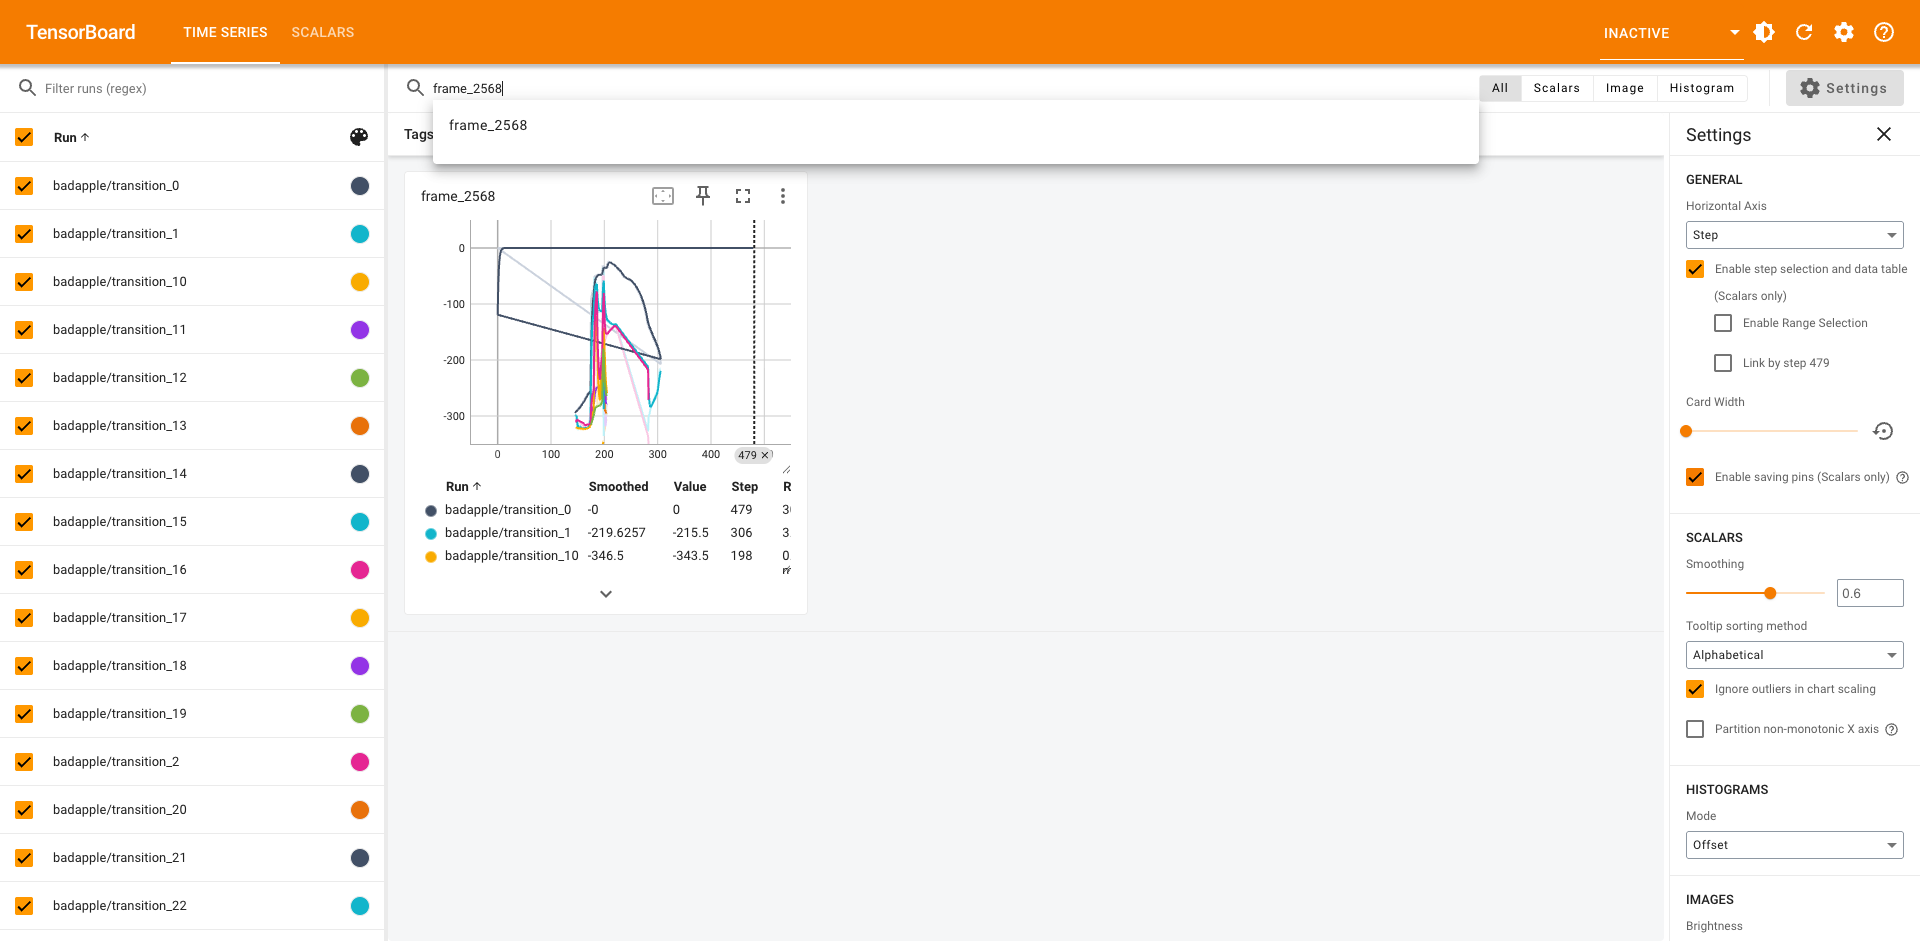 TensorBoard TIME SERIES SCALARS INACTIVE
Filter runs (regex)
frame_2568
All Scalars Image Histogram Settings
frame_2568
Run
badapple/transition_0
badapple/transition_1
badapple/transition_10
badapple/transition_11
badapple/transition_12
badapple/transition_13
badapple/transition_14
badapple/transition_15
badapple/transition_16
badapple/transition_17
badapple/transition_18
badapple/transition_19
badapple/transition_2
badapple/transition_20
badapple/transition_21
badapple/transition_22
Tags
frame_2568
0
-100
-200
-300
0 100 200 300 400 479
Run Smoothed Value Step R
badapple/transition_0 -0 0 479
badapple/transition_1 -219.6257 -215.5 306 3
badapple/transition_10 -346.5 -343.5 198 0
Settings
GENERAL
Horizontal Axis
Step
Enable step selection and data table
(Scalars only)
Enable Range Selection
Link by step 479
Card Width
Enable saving pins (Scalars only)
SCALARS
Smoothing
0.6
Tooltip sorting method
Alphabetical
Ignore outliers in chart scaling
Partition non-monotonic X axis
HISTOGRAMS
Mode
Offset
IMAGES
Brightness